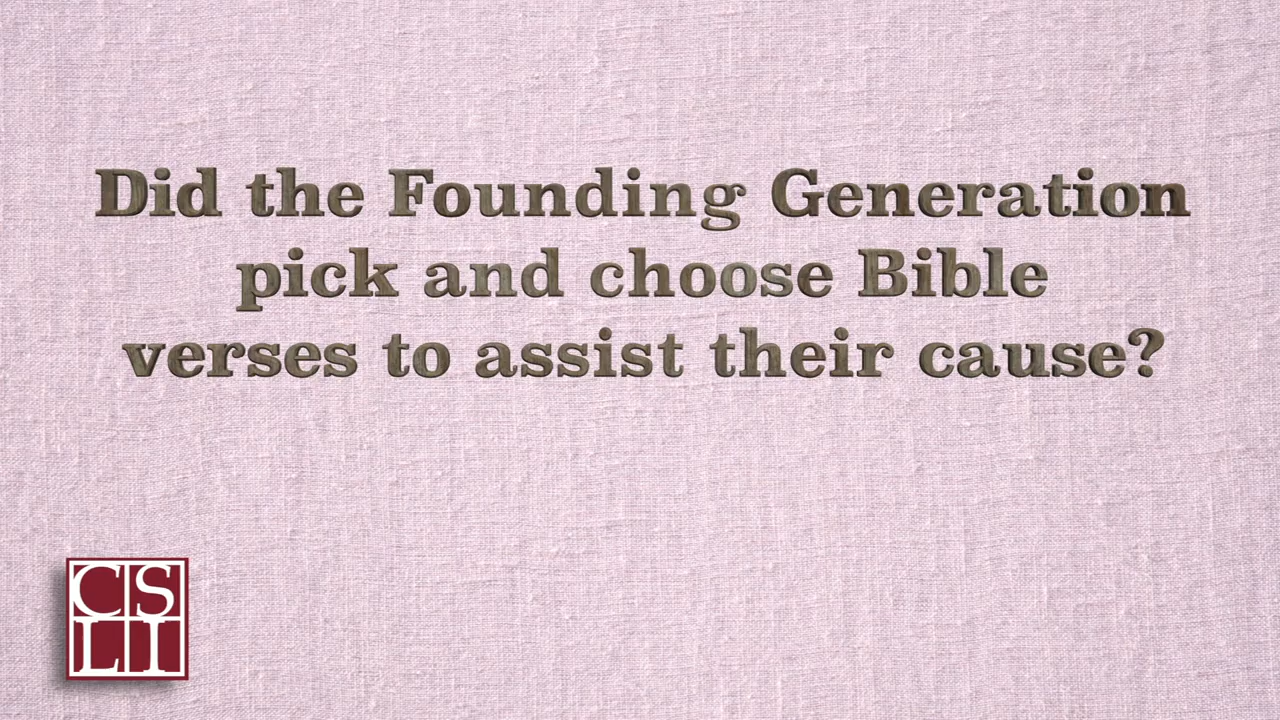 Did the Founding Generation
pick and choose Bible
verses to assist their cause?
CS
LI